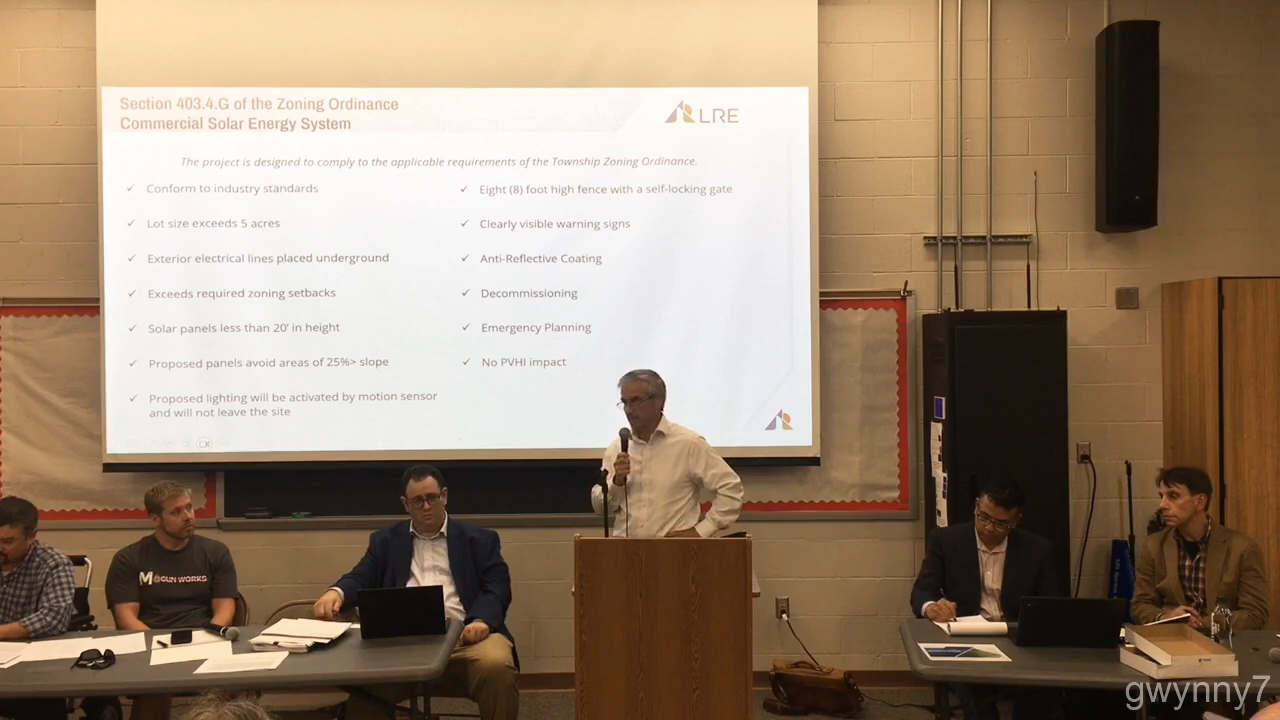 Section 403.4.G of the Zoning Ordinance
Commercial Solar Energy System
LRE
The project is designed to comply to the applicable requirements of the Township Zoning Ordinance.
✓ Conform to industry standards
✓ Lot size exceeds 5 acres
✓ Exterior electrical lines placed underground
✓ Exceeds required zoning setbacks
✓ Solar panels less than 20' in height
✓ Proposed panels avoid areas of 25%> slope
✓ Proposed lighting will be activated by motion sensor
and will not leave the site
✓ Eight (8) foot high fence with a self-locking gate
✓ Clearly visible warning signs
✓ Anti-Reflective Coating
✓ Decommissioning
✓ Emergency Planning
✓ No PVHI impact
GUN WORKS
gwynny7